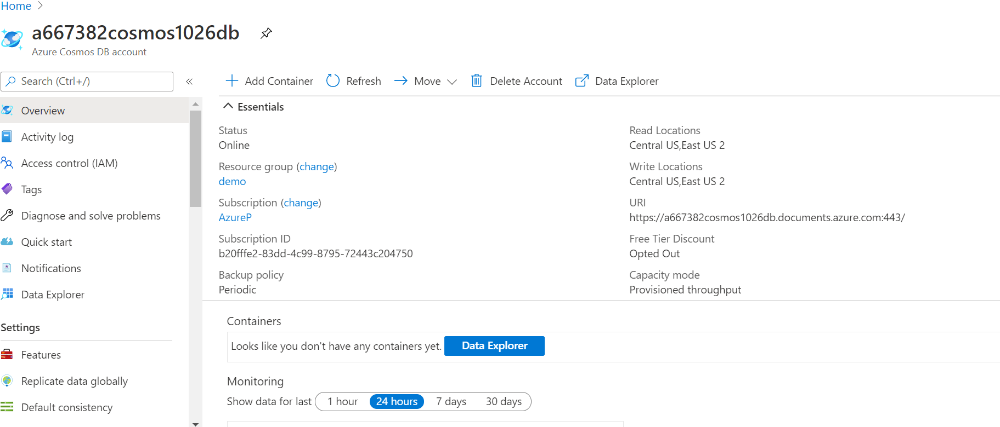 Home
a667382cosmos1026db
Azure Cosmos DB account
Search (Ctrl+/)
«
Add Container Refresh Move Delete Account Data Explorer
Overview
Activity log
Access control (IAM)
Tags
Diagnose and solve problems
Quick start
Notifications
Data Explorer
Settings
Features
Replicate data globally
Default consistency
Essentials
Status
Online
Resource group (change)
demo
Subscription (change)
AzureP
Subscription ID
b20fffe2-83dd-4c99-8795-72443c204750
Backup policy
Periodic
Read Locations
Central US,East US 2
Write Locations
Central US,East US 2
URI
https://a667382cosmos1026db.documents.azure.com:443/
Free Tier Discount
Opted Out
Capacity mode
Provisioned throughput
Containers
Looks like you don't have any containers yet. Data Explorer
Monitoring
Show data for last 1 hour 24 hours 7 days 30 days